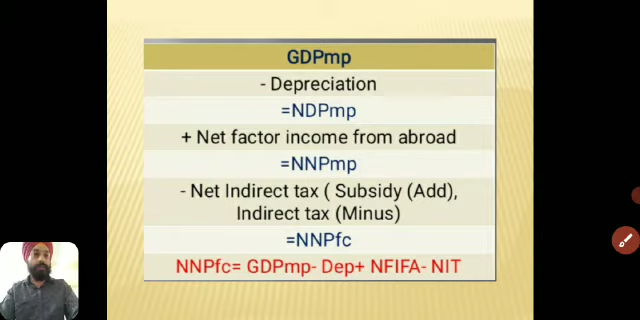 GDPmp
- Depreciation
=NDPmp
+ Net factor income from abroad
=NNPmp
- Net Indirect tax ( Subsidy (Add),
Indirect tax (Minus)
=NNPfc
NNPfc= GDPmp- Dep+ NFIFA- NIT